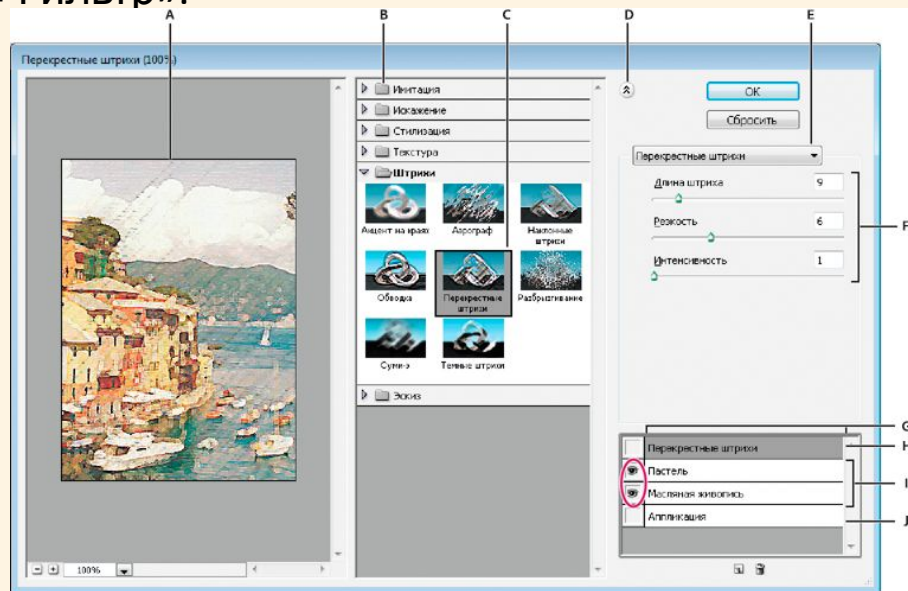 Фильтр».
A B C D E
Перекрестные штрихи (100%)
Имитация
Искажение
Стилизация
Текстура
Штрихи
Акцент на краях Аэрограф Наклонные
штрихи
Обводка Перекрестные
штрихи Разбрызгивание
Суми-э Темные штрихи
Эскиз
100%
OK
Сбросить
Перекрестные штрихи
Длина штриха 9
Резкость 6
Интенсивность 1
F
G
Перекрестные штрихи H
Пастель
I
Масляная живопись
Аппликация J